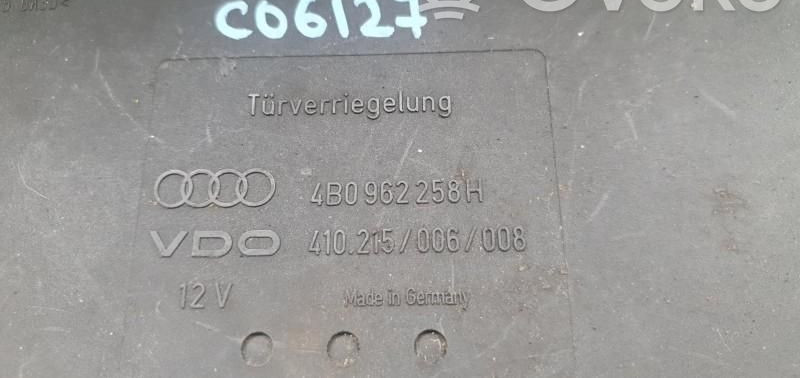 C06127
Türverriegelung
4B0 962 258 H
VDO 410.215/006/008
12 V Made in Germany